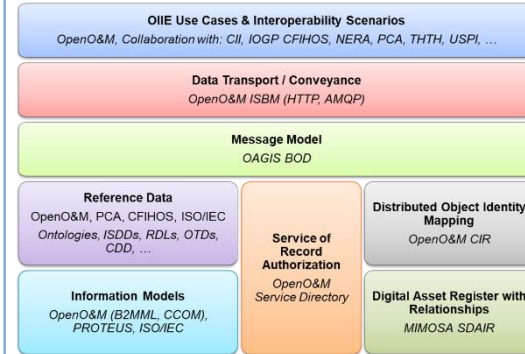 OIIE Use Cases & Interoperability Scenarios
OpenO&M, Collaboration with: CII, IOGP CFIHOS, NERA, PCA, THTH, USPI, …
Data Transport / Conveyance
OpenO&M ISBM (HTTP, AMQP)
Message Model
OAGIS BOD
Reference Data
OpenO&M, PCA, CFIHOS, ISO/IEC
Ontologies, ISDDs, RDLs, OTDs,
CDD, …
Information Models
OpenO&M (B2MML, CCOM),
PROTEUS, ISO/IEC
Service of
Record
Authorization
OpenO&M
Service Directory
Distributed Object Identity
Mapping
OpenO&M CIR
Digital Asset Register with
Relationships
MIMOSA SDAIR